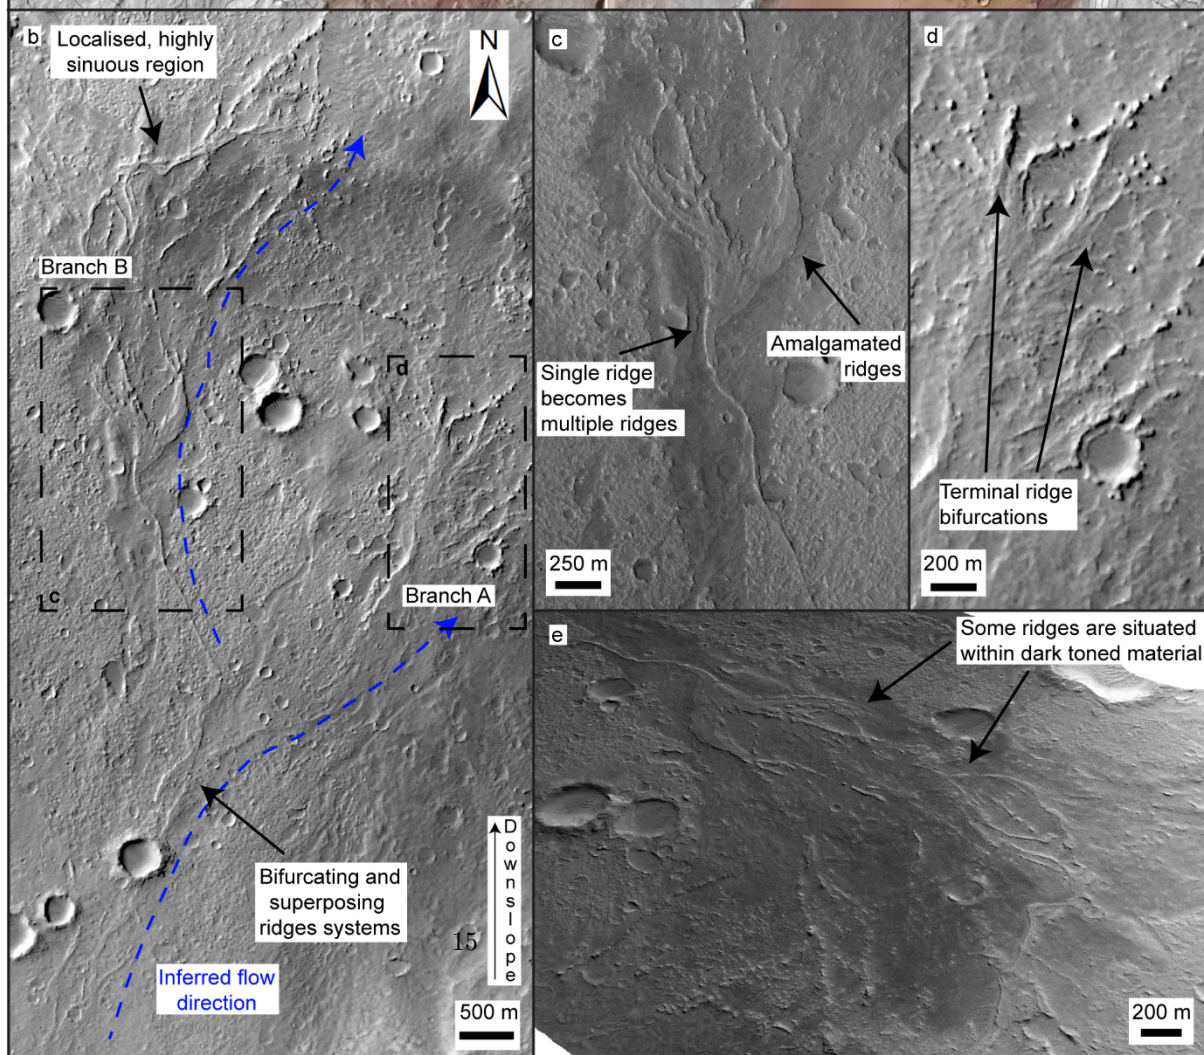 b
Localised, highly
sinuous region
N
Branch B
c
d
Branch A
Bifurcating and
superposing
ridges systems
Inferred flow
direction
15
Downslope
500 m
c
Single ridge
becomes
multiple ridges
Amalgamated
ridges
250 m
d
Terminal ridge
bifurcations
200 m
e
Some ridges are situated
within dark toned material
200 m